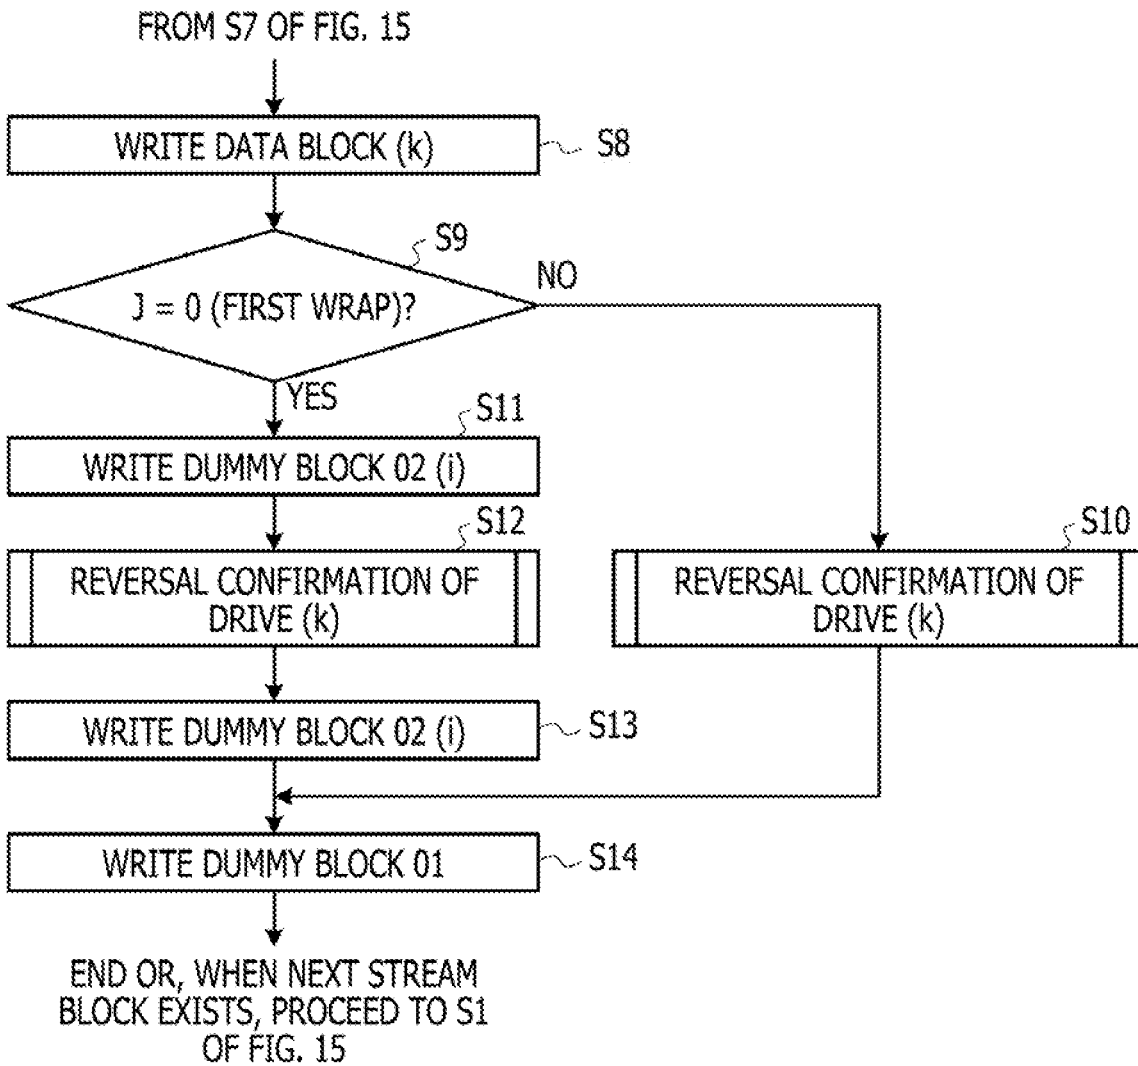 FROM S7 OF FIG. 15
WRITE DATA BLOCK (k)
S8
S9
J = 0 (FIRST WRAP)?
NO
YES
S11
WRITE DUMMY BLOCK 02 (i)
S12
REVERSAL CONFIRMATION OF
DRIVE (k)
S10
REVERSAL CONFIRMATION OF
DRIVE (k)
WRITE DUMMY BLOCK 02 (i)
S13
WRITE DUMMY BLOCK 01
S14
END OR, WHEN NEXT STREAM
BLOCK EXISTS, PROCEED TO S1
OF FIG. 15